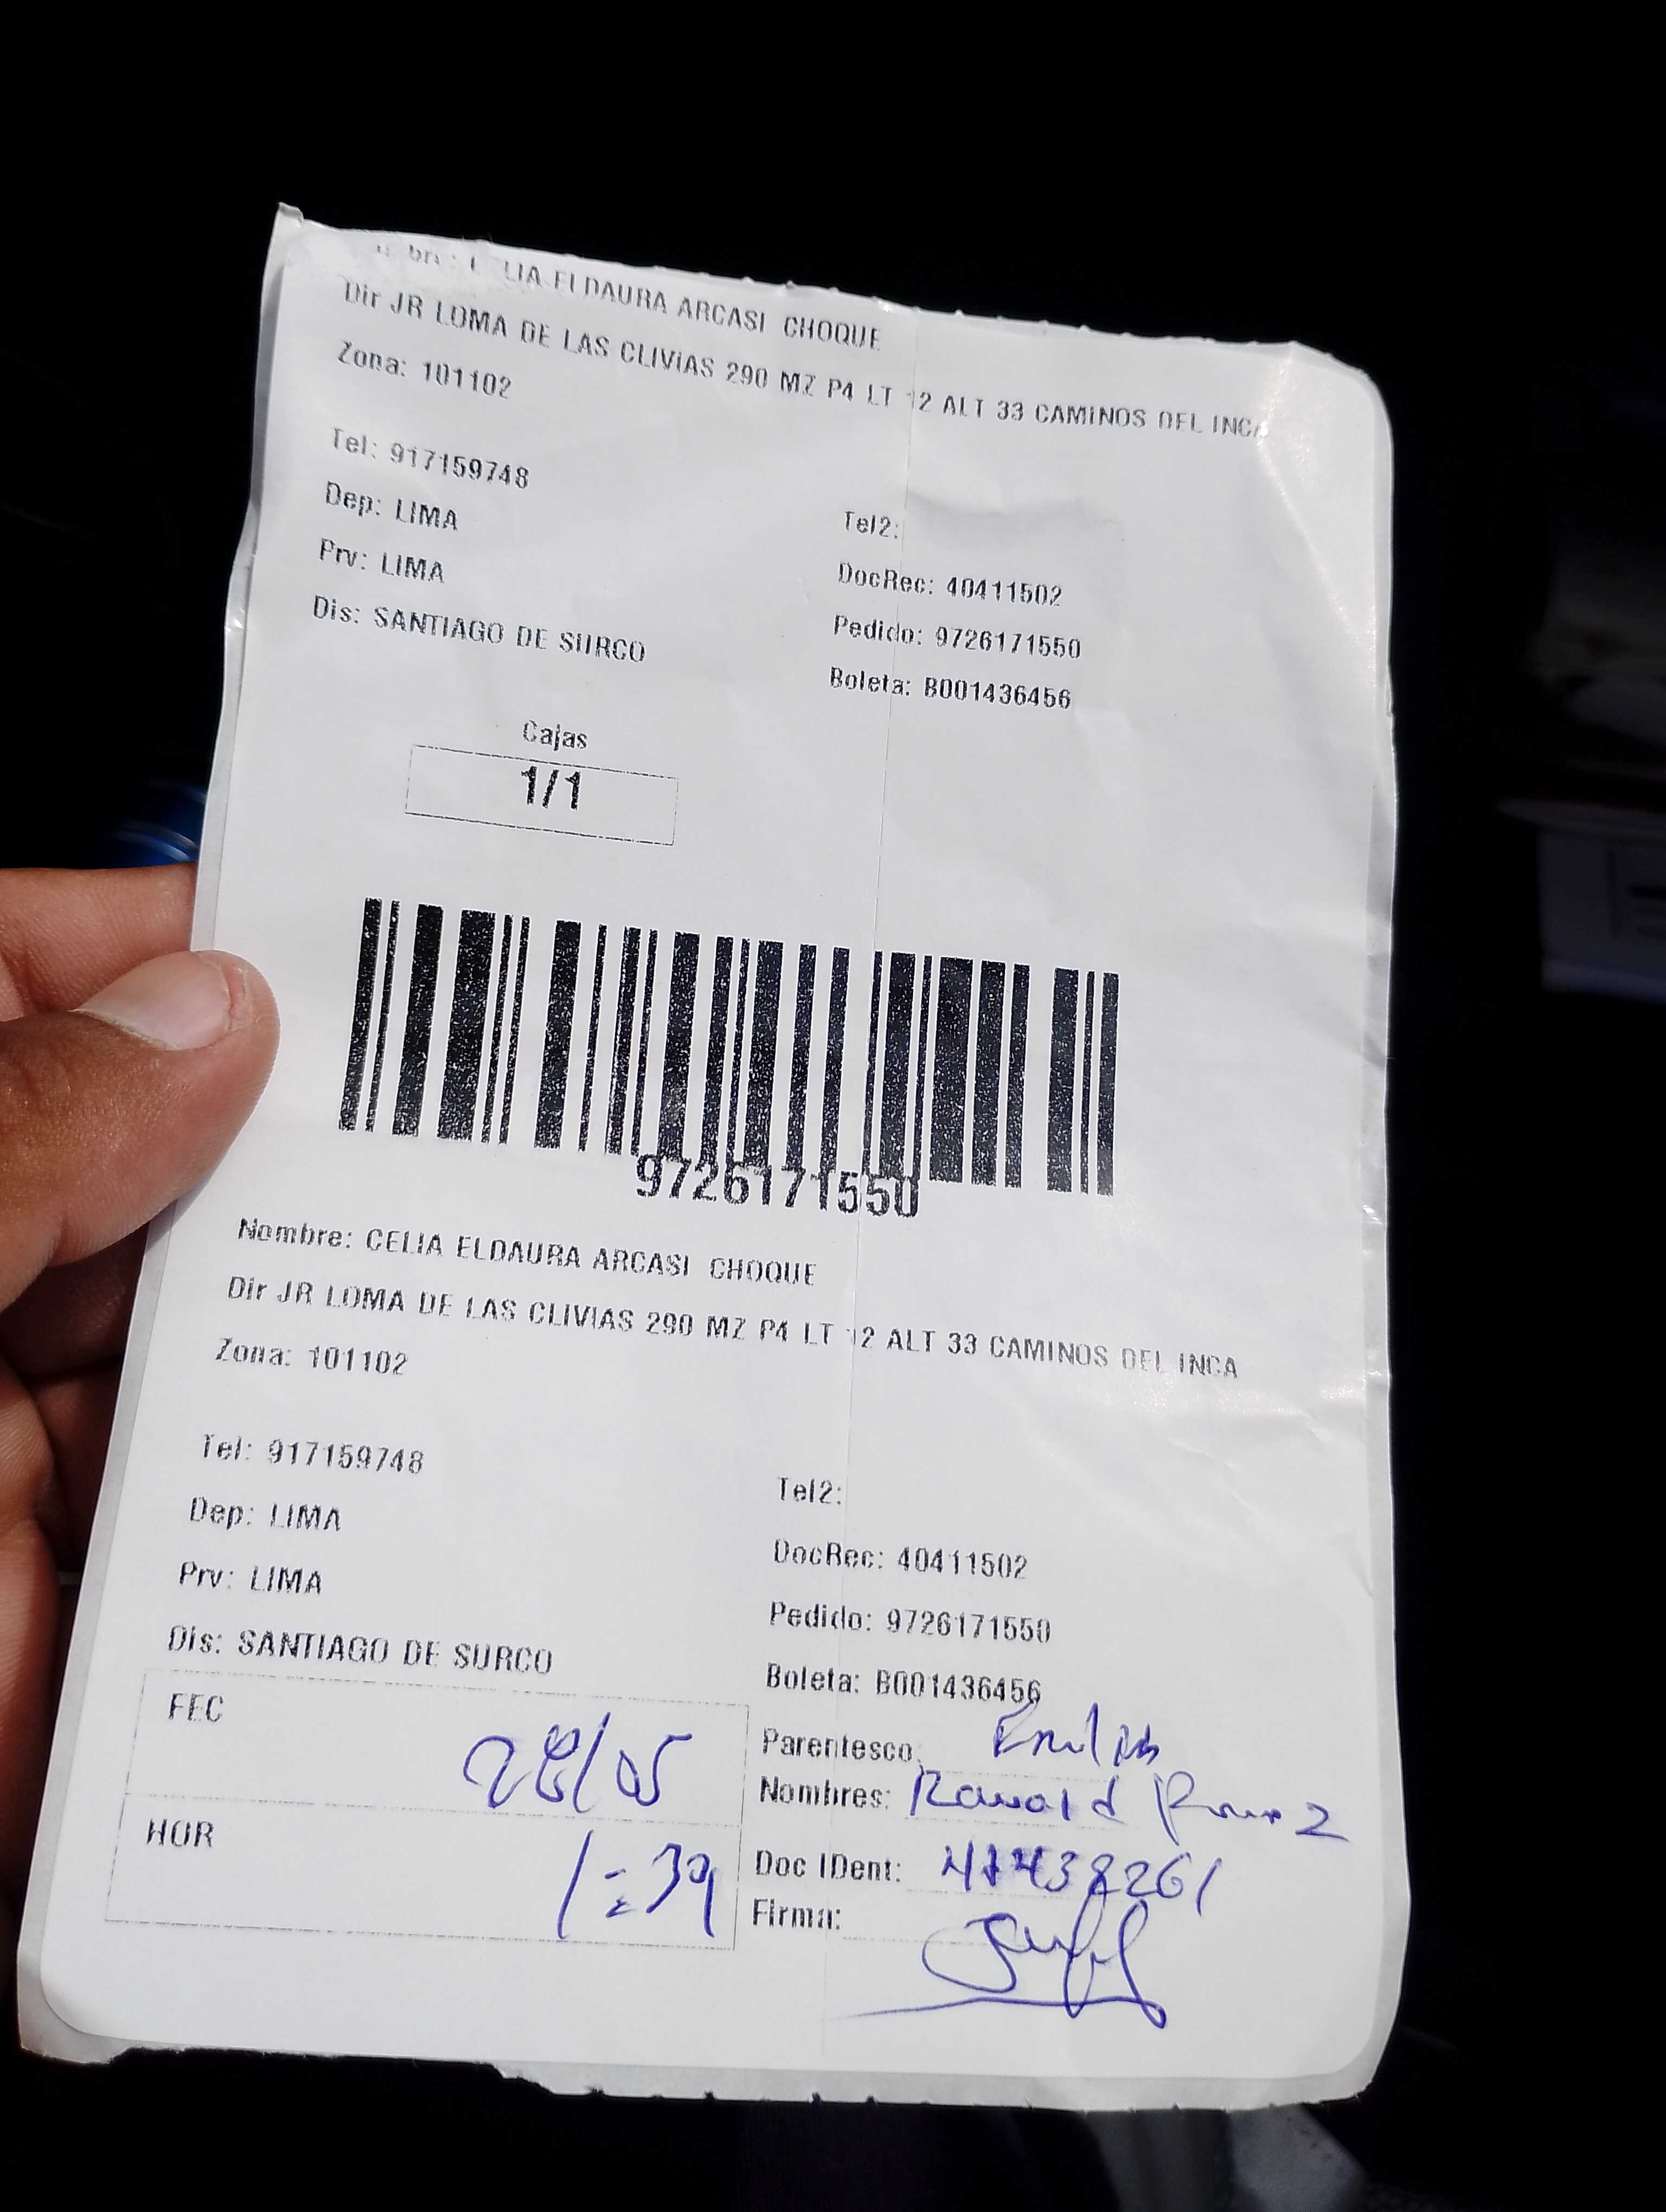 ELDAURA ARCASI CHOQUE
Dir JR LOMA DE LAS CLIVIAS 290 MZ P4 LT 12 ALT 33 CAMINOS DEL INCA
Zona: 101102
Tel: 917159748
Tel2:
Dep: LIMA
DocRec: 40411502
Prv: LIMA
Pedido: 9726171550
Dis: SANTIAGO DE SURCO
Boleta: B001436456
Cajas
1/1
9726171550
Nombre: CELIA ELDAURA ARCASI CHOQUE
Dir JR LOMA DE LAS CLIVIAS 290 MZ P4 LT 12 ALT 33 CAMINOS DEL INCA
Zona: 101102
Tel: 917159748
Tel2:
Dep: LIMA
DocRec: 40411502
Prv: LIMA
Pedido: 9726171550
Dis: SANTIAGO DE SURCO
Boleta: B001436456
FEC 28/05
Parentesco:
Nombres:
HOR 1:39
Doc IDent:
Firma: